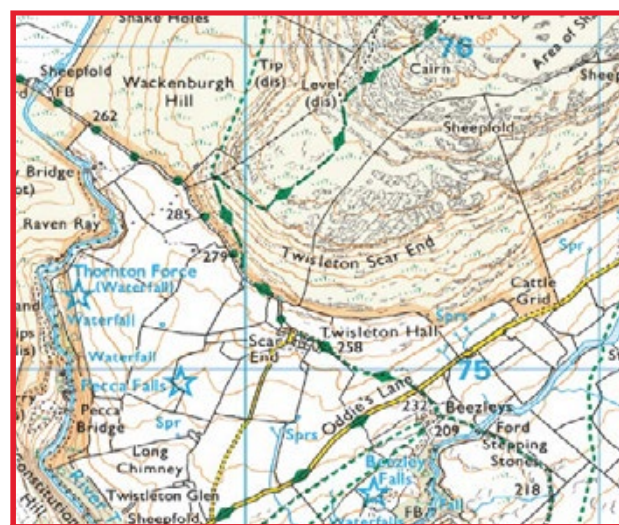 Shake Holes
76
Area of
Sheepfold
FB
Wackenburgh
Hill
Tip
(dis)
Level
(dis)
Cairn
400
262
Sheepfold
Bridge
Raven Ray
285
279
Twisleton Scar End
Spr
Thornton Force
(Waterfall)
Cattle
Grid
Waterfall
Waterfall
Scar
End
Twisleton Hall
258
Sprs
75
Pecca Falls
Pecca
Bridge
Spr
Sprs
Oddie's Lane
232
Beezleys
209
Ford
Stepping
Stones
Long
Chimney
Beezley
Falls
Fall
218
Twistleton Glen
Sheepfold
River
Hill
FB
Waterfalls